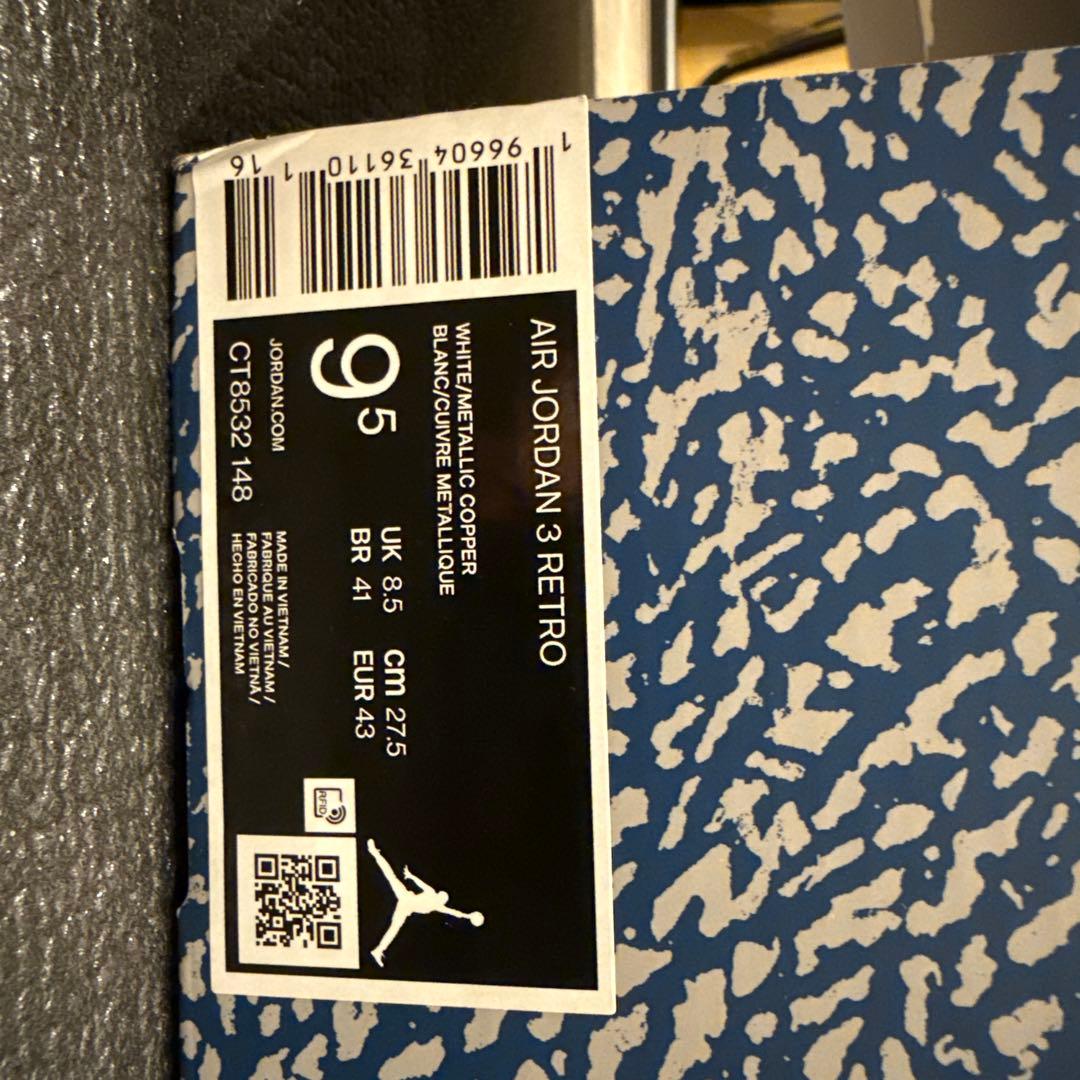 AIR JORDAN 3 RETRO
WHITE/METALLIC COPPER
BLANC/CUIVRE METALLIQUE
9.5
UK 8.5 cm 27.5
BR 41 EUR 43
JORDAN.COM
CT8532 148
MADE IN VIETNAM /
FABRIQUE AU VIETNAM /
FABRICADO NO VIETNÃ /
HECHO EN VIETNAM
RFID
1 96604 36110 1 16